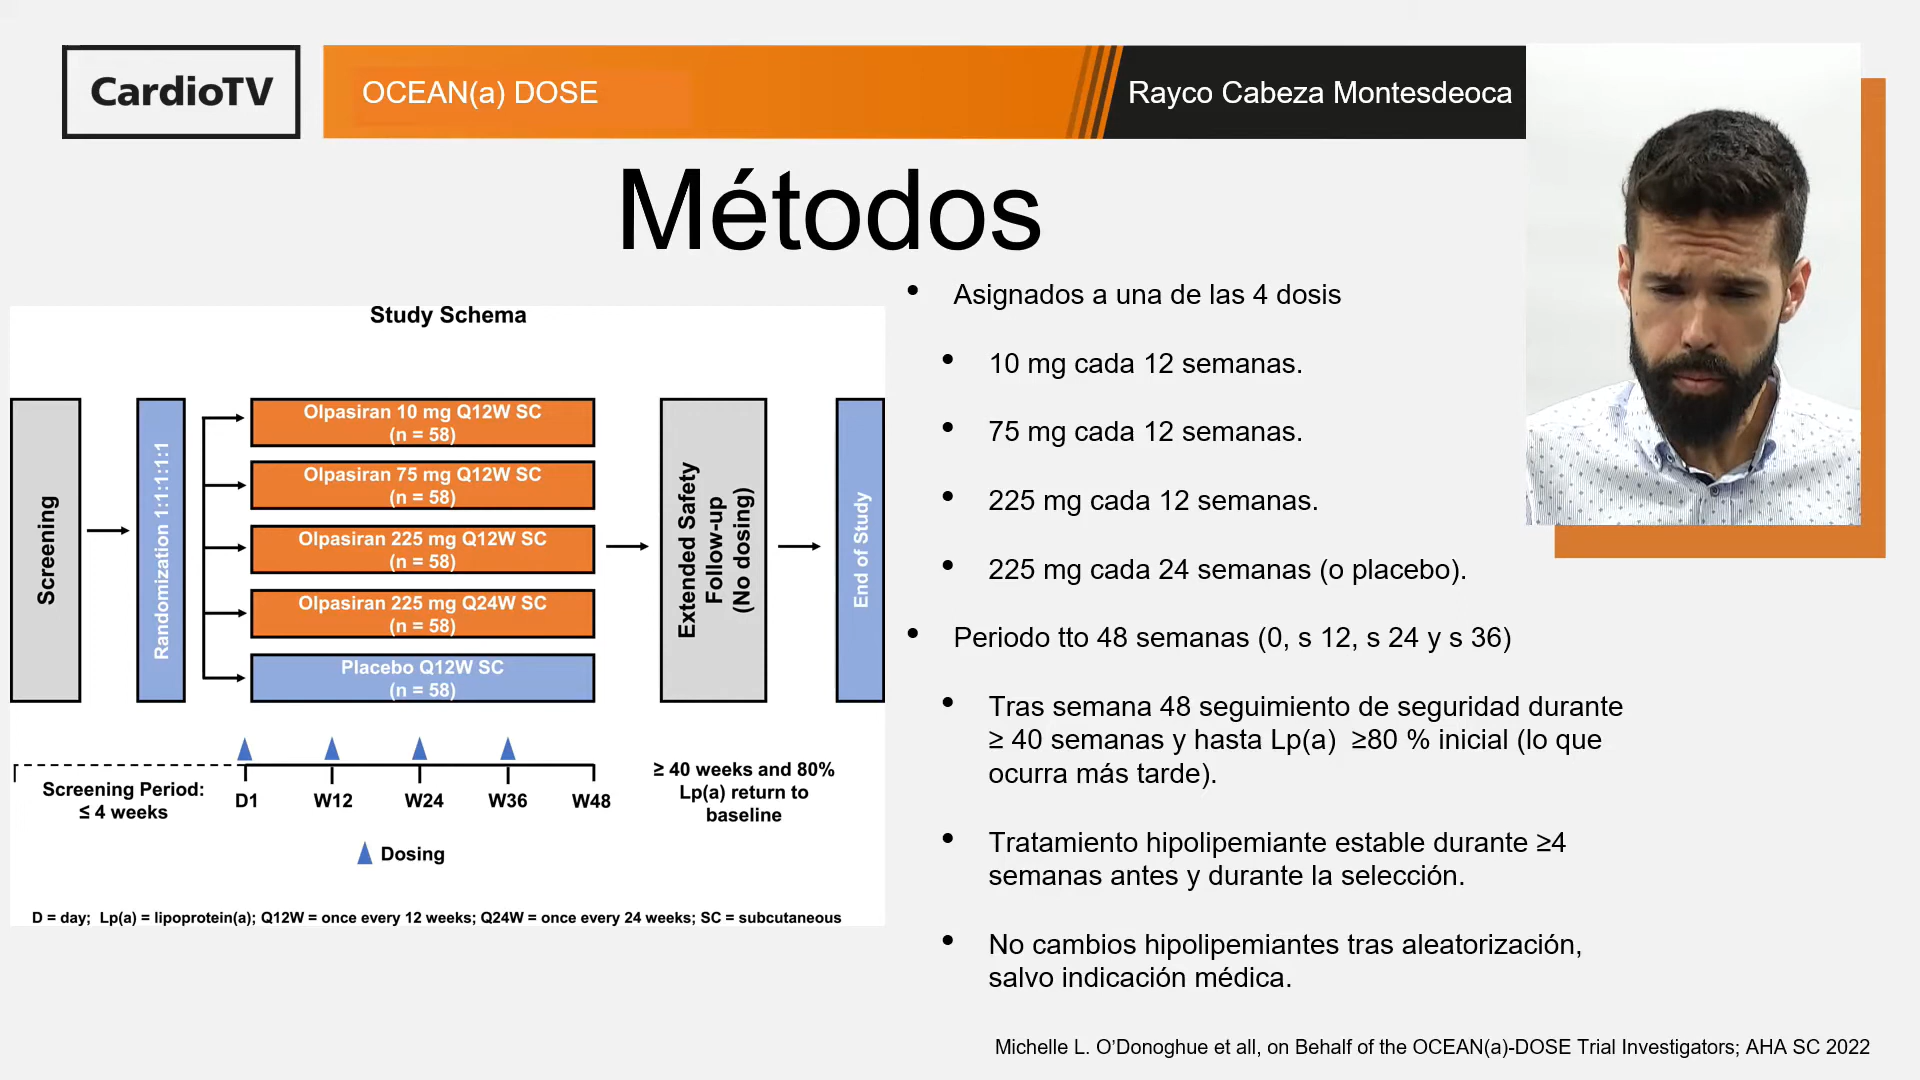 CardioTV
OCEAN(a) DOSE
Rayco Cabeza Montesdeoca
Métodos
Study Schema
Screening
Randomization 1:1:1:1:1
Olpasiran 10 mg Q12W SC
(n = 58)
Olpasiran 75 mg Q12W SC
(n = 58)
Olpasiran 225 mg Q12W SC
(n = 58)
Olpasiran 225 mg Q24W SC
(n = 58)
Placebo Q12W SC
(n = 58)
Extended Safety
Follow-up
(No dosing)
End of Study
Screening Period:
≤ 4 weeks
D1
W12
W24
W36
W48
≥ 40 weeks and 80%
Lp(a) return to
baseline
Dosing
D = day; Lp(a) = lipoprotein(a); Q12W = once every 12 weeks; Q24W = once every 24 weeks; SC = subcutaneous
• Asignados a una de las 4 dosis
• 10 mg cada 12 semanas.
• 75 mg cada 12 semanas.
• 225 mg cada 12 semanas.
• 225 mg cada 24 semanas (o placebo).
• Periodo tto 48 semanas (0, s 12, s 24 y s 36)
• Tras semana 48 seguimiento de seguridad durante
≥ 40 semanas y hasta Lp(a) ≥80 % inicial (lo que
ocurra más tarde).
• Tratamiento hipolipemiante estable durante ≥4
semanas antes y durante la selección.
• No cambios hipolipemiantes tras aleatorización,
salvo indicación médica.
Michelle L. O’Donoghue et all, on Behalf of the OCEAN(a)-DOSE Trial Investigators; AHA SC 2022